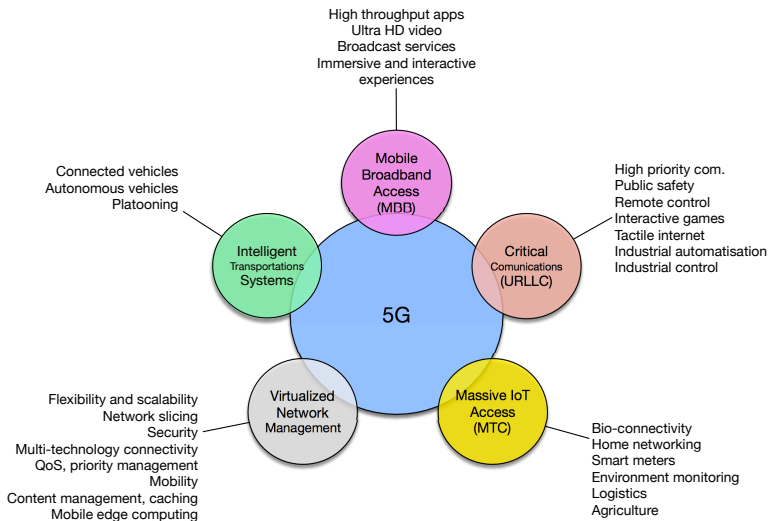 High throughput apps
Ultra HD video
Broadcast services
Immersive and interactive
experiences
Mobile
Broadband
Access
(MBB)
Connected vehicles
Autonomous vehicles
Platooning
Intelligent
Transportations
Systems
High priority com.
Public safety
Remote control
Interactive games
Tactile internet
Industrial automatisation
Industrial control
Critical
Comunications
(URLLC)
5G
Flexibility and scalability
Network slicing
Security
Multi-technology connectivity
QoS, priority management
Mobility
Content management, caching
Mobile edge computing
Virtualized
Network
Management
Massive IoT
Access
(MTC)
Bio-connectivity
Home networking
Smart meters
Environment monitoring
Logistics
Agriculture